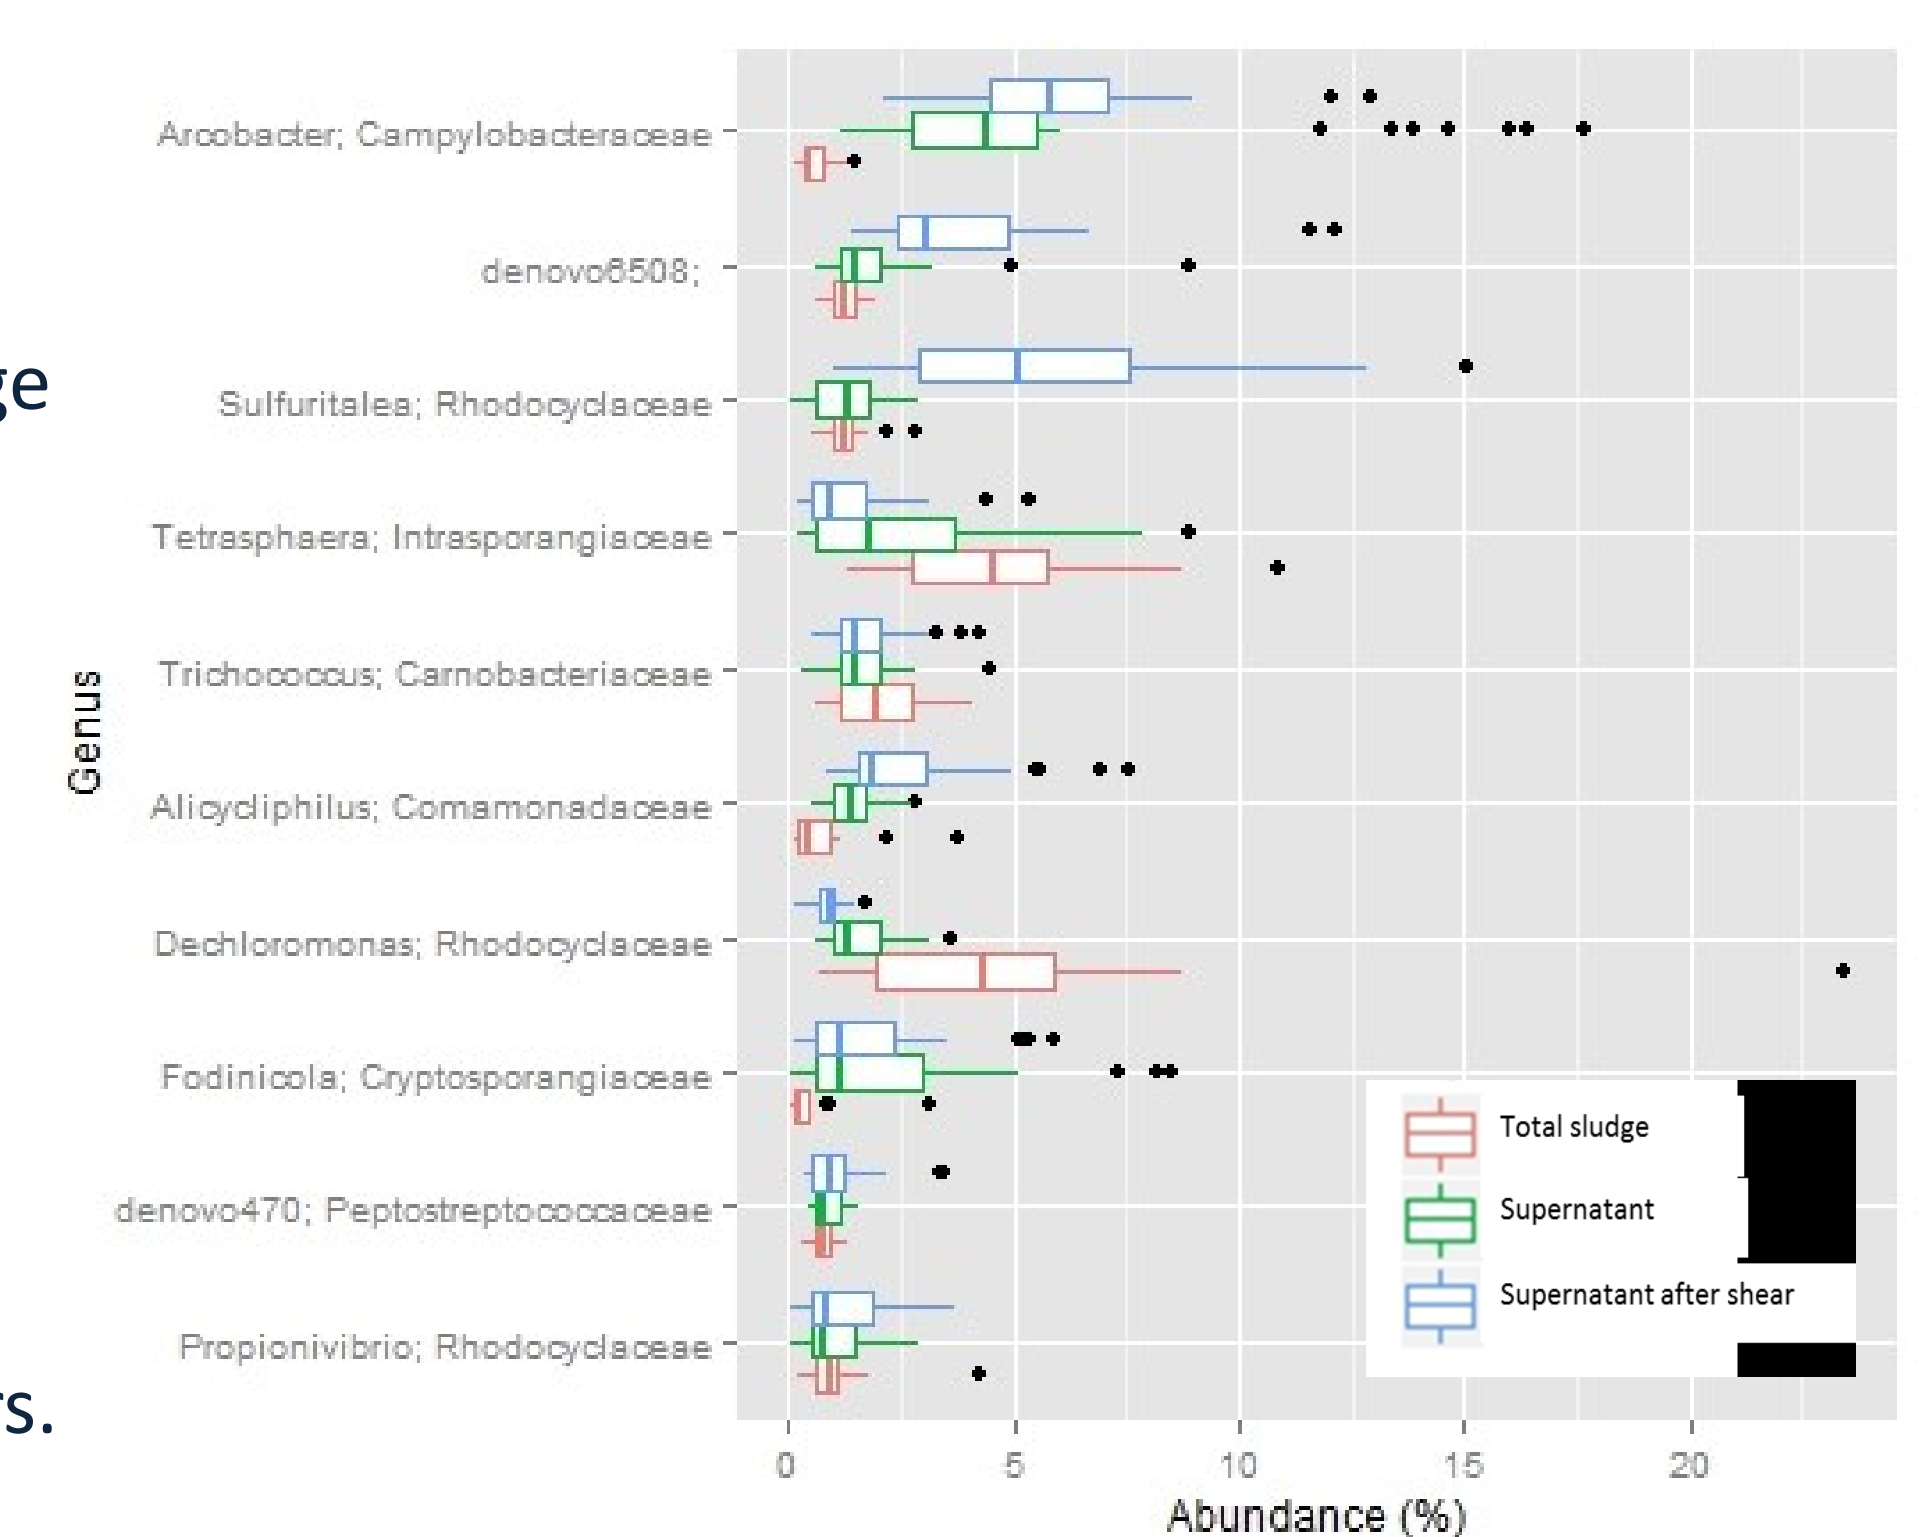 ge
rs.
Genus
Arcobacter; Campylobacteraceae
denovo6508;
Sulfuritalea; Rhodocyclaceae
Tetrasphaera; Intrasporangiaceae
Trichococcus; Carnobacteriaceae
Alicycliphilus; Comamonadaceae
Dechloromonas; Rhodocyclaceae
Fodinicola; Cryptosporangiaceae
denovo470; Peptostreptococcaceae
Propionivibrio; Rhodocyclaceae
Total sludge
Supernatant
Supernatant after shear
0 5 10 15 20
Abundance (%)